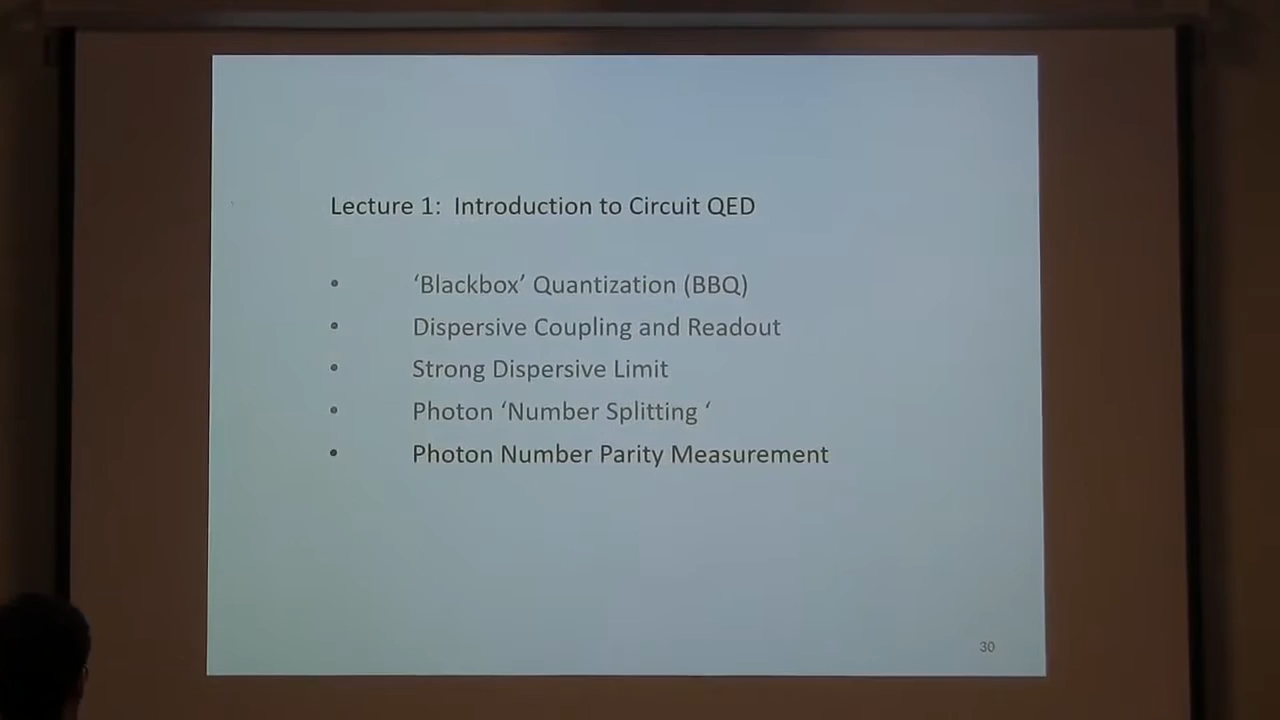 Lecture 1: Introduction to Circuit QED
• ‘Blackbox’ Quantization (BBQ)
• Dispersive Coupling and Readout
• Strong Dispersive Limit
• Photon ‘Number Splitting ‘
• Photon Number Parity Measurement
30